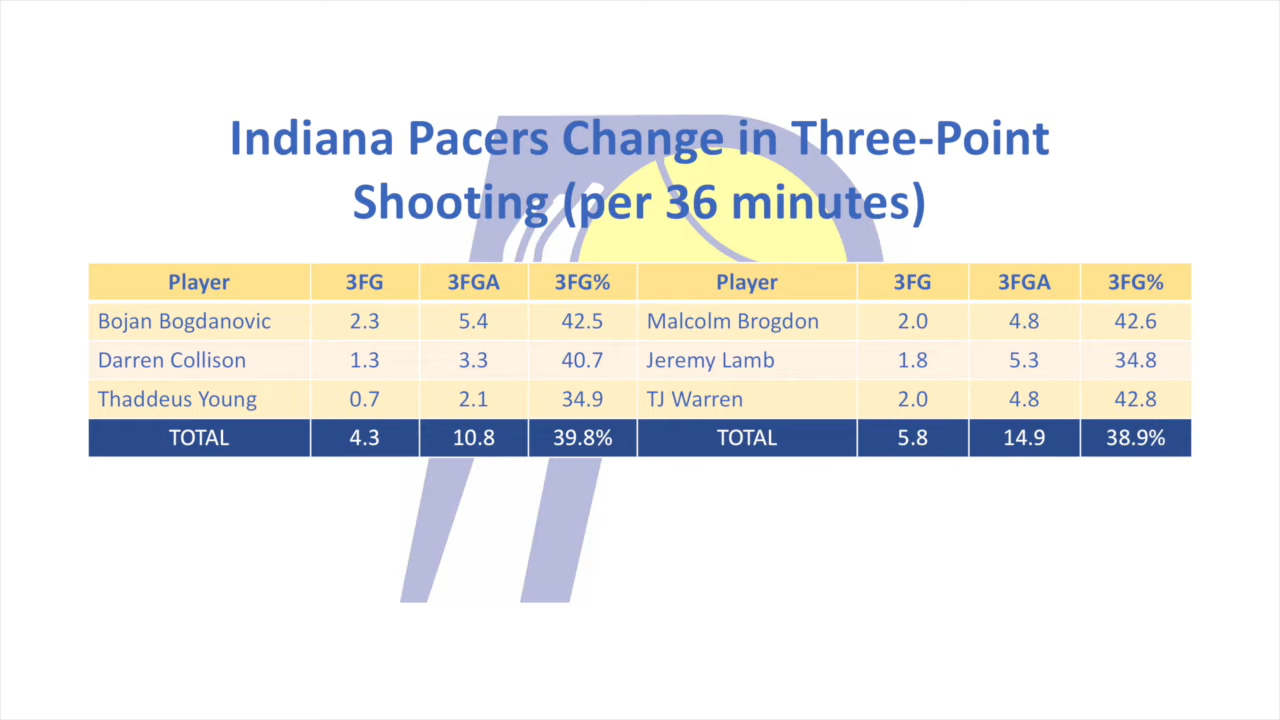 Indiana Pacers Change in Three-Point
Shooting (per 36 minutes)
Player 3FG 3FGA 3FG% Player 3FG 3FGA 3FG%
Bojan Bogdanovic 2.3 5.4 42.5 Malcolm Brogdon 2.0 4.8 42.6
Darren Collison 1.3 3.3 40.7 Jeremy Lamb 1.8 5.3 34.8
Thaddeus Young 0.7 2.1 34.9 TJ Warren 2.0 4.8 42.8
TOTAL 4.3 10.8 39.8% TOTAL 5.8 14.9 38.9%